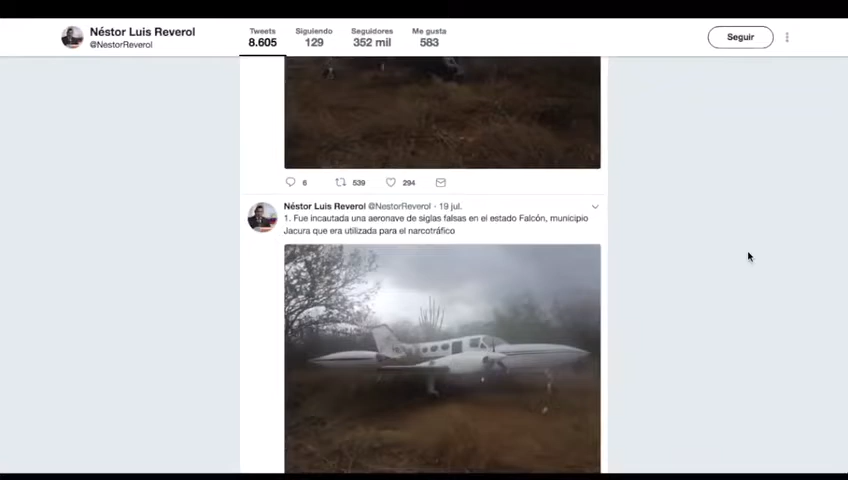 Néstor Luis Reverol
@NestorReverol
Tweets Siguiendo Seguidores Me gusta
8.605 129 352 mil 583
Seguir
6 539 294
Néstor Luis Reverol @NestorReverol · 19 jul.
1. Fue incautada una aeronave de siglas falsas en el estado Falcón, municipio
Jacura que era utilizada para el narcotráfico